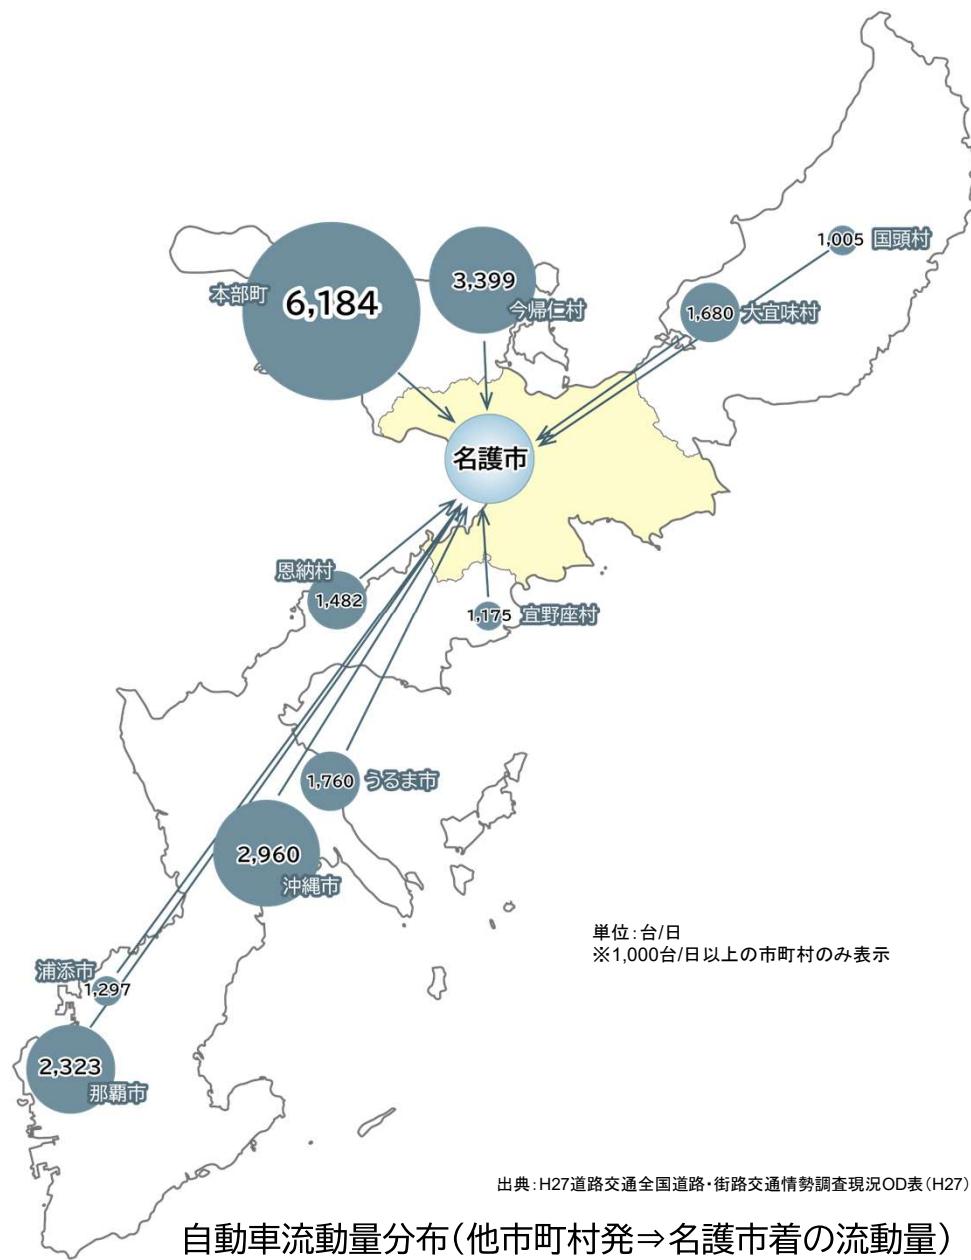 1,005 国頭村
本部町
6,184
3,399
今帰仁村
1,680 大宜味村
名護市
恩納村
1,482
1,175 宜野座村
1,760 うるま市
2,960
沖縄市
単位：台/日
※1,000台/日以上の市町村のみ表示
浦添市
1,297
2,323
那覇市
出典：H27道路交通全国道路・街路交通情勢調査現況OD表（H27）
自動車流動量分布（他市町村発⇒名護市着の流動量）